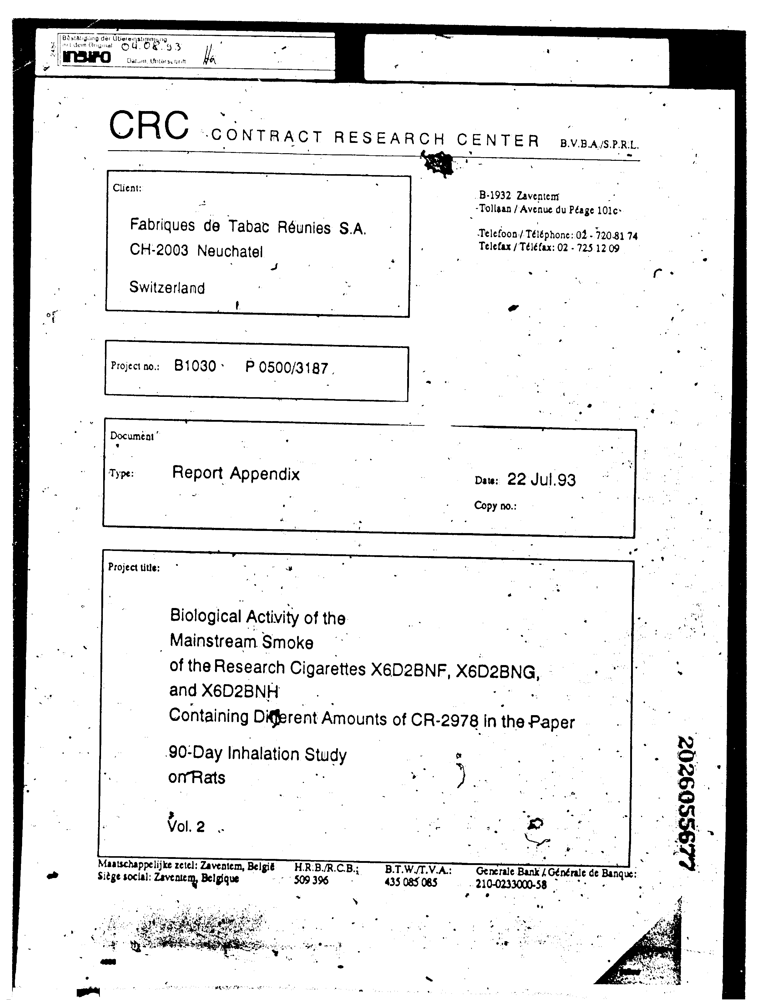 Bestätigung der Übereinstimmung
mit dem Original 04.08.93
INBIFO Datum, Unterschrift
CRC CONTRACT RESEARCH CENTER B.V.B.A./S.P.R.L.
Client:
Fabriques de Tabac Réunies S.A.
CH-2003 Neuchatel
Switzerland
B-1932 Zaventem
Tollaan / Avenue du Péage 101c
Telefoon / Téléphone: 02 - 720 81 74
Telefax / Téléfax: 02 - 725 12 09
Project no.: B1030 P 0500/3187
Document
Type: Report Appendix
Date: 22 Jul.93
Copy no.:
Project title:
Biological Activity of the
Mainstream Smoke
of the Research Cigarettes X6D2BNF, X6D2BNG,
and X6D2BNH
Containing Different Amounts of CR-2978 in the Paper
90-Day Inhalation Study
on Rats
Vol. 2
2026055677
Maatschappelijke zetel: Zaventem, België
Siège social: Zaventem, Belgique
H.R.B./R.C.B.:
509 396
B.T.W./T.V.A.:
435 085 085
Generale Bank / Générale de Banque:
210-0233000-58